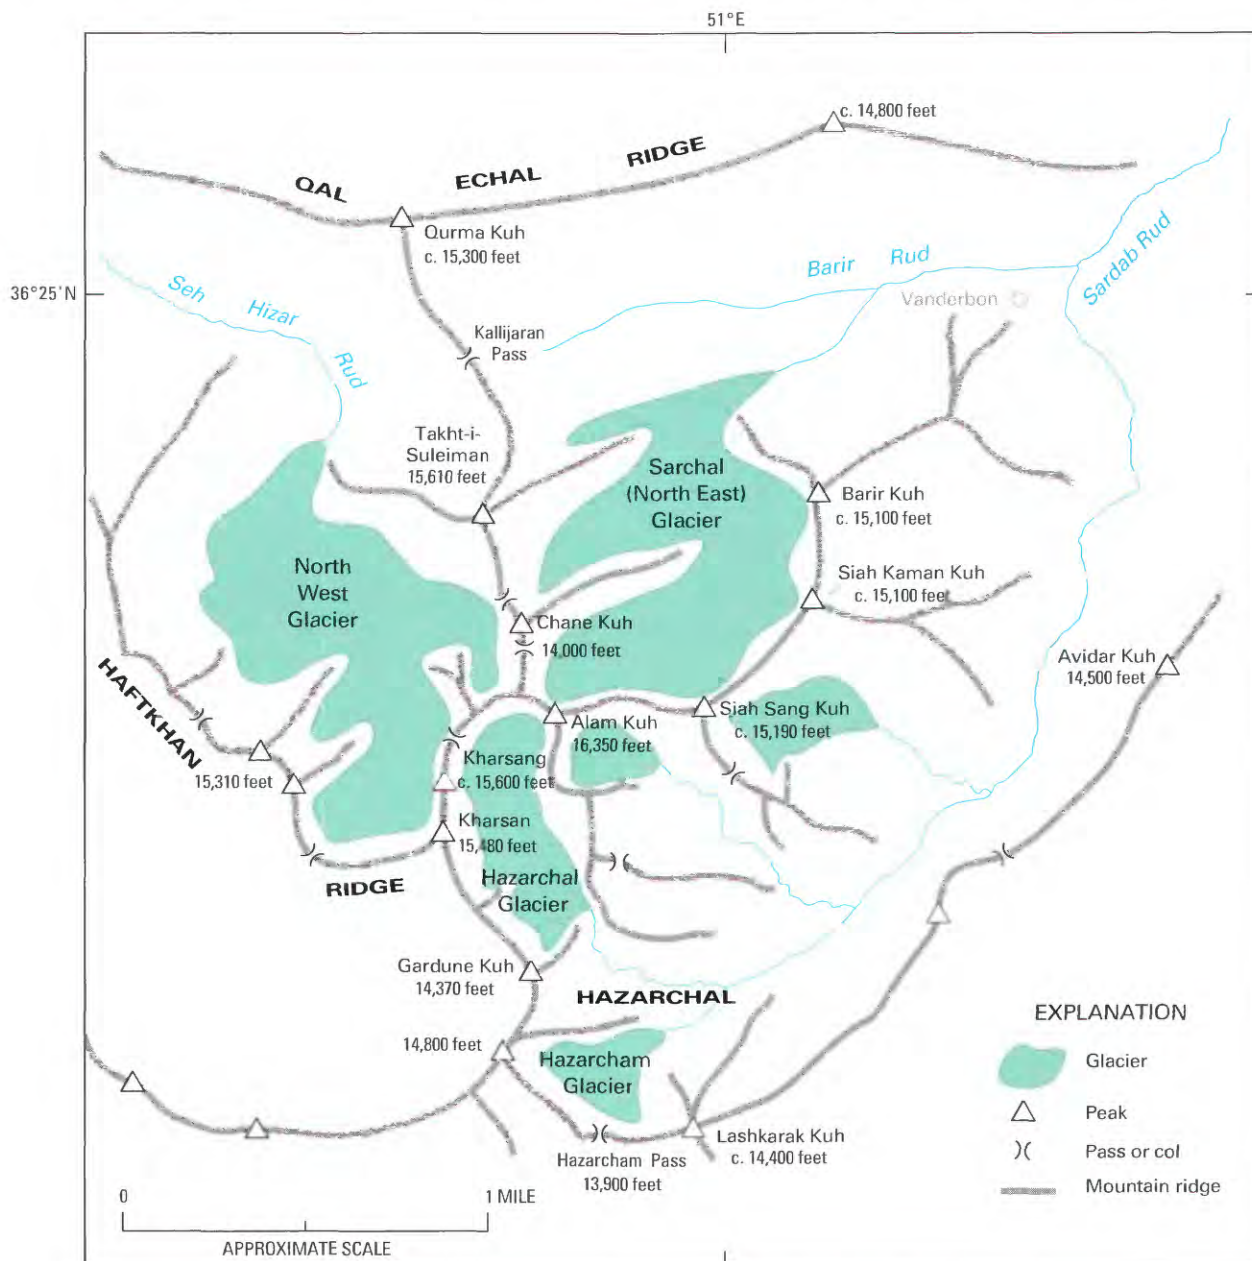 51°E
c. 14,800 feet
QAL ECHAL RIDGE
Qurma Kuh
c. 15,300 feet
Barir Rud
Sardab Rud
36°25'N
Seh Hizar Rud
Vanderbon
Kallijaran
Pass
Takht-i-
Suleiman
15,610 feet
Sarchal
(North East)
Glacier
Barir Kuh
c. 15,100 feet
North
West
Glacier
Siah Kaman Kuh
c. 15,100 feet
Chane Kuh
14,000 feet
Avidar Kuh
14,500 feet
HAFTKHAN
Alam Kuh
16,350 feet
Siah Sang Kuh
c. 15,190 feet
Kharsang
c. 15,600 feet
15,310 feet
Kharsan
15,480 feet
RIDGE
Hazarchal
Glacier
Gardune Kuh
14,370 feet
HAZARCHAL
14,800 feet
Hazarcham
Glacier
Lashkarak Kuh
c. 14,400 feet
Hazarcham Pass
13,900 feet
EXPLANATION
Glacier
Peak
Pass or col
Mountain ridge
0 1 MILE
APPROXIMATE SCALE